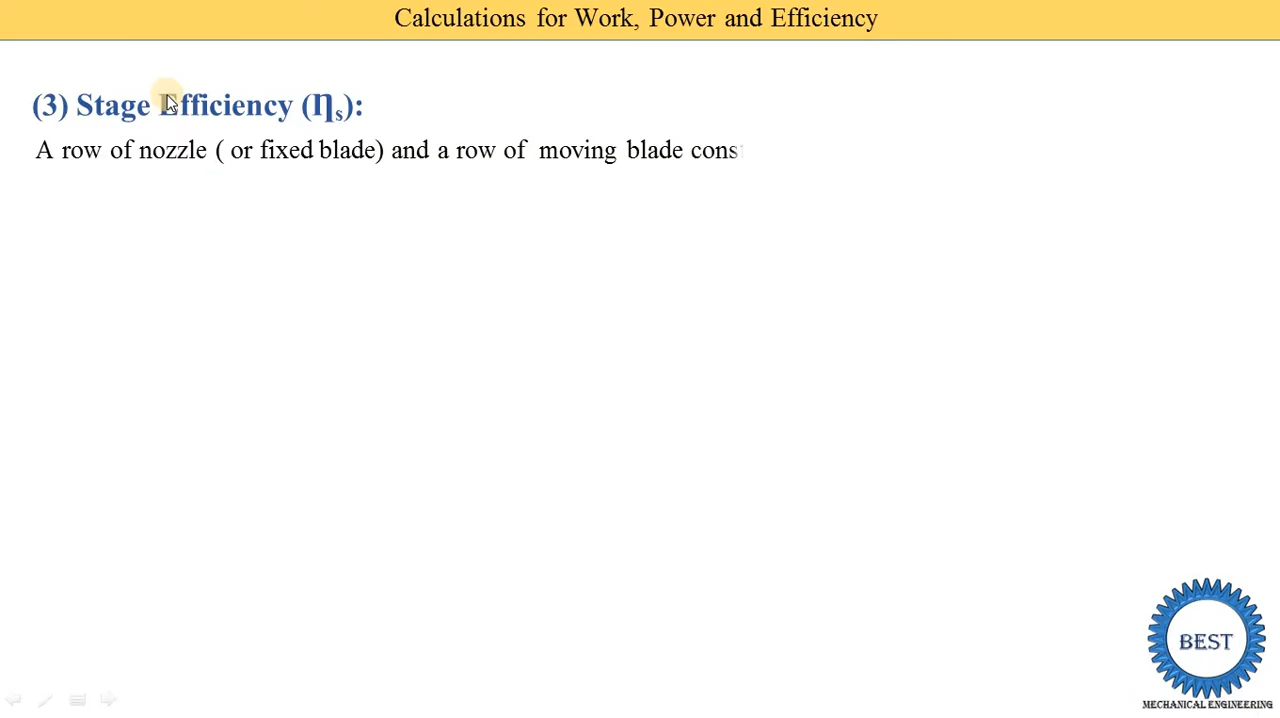 Calculations for Work, Power and Efficiency
(3) Stage Efficiency (ηs):
A row of nozzle ( or fixed blade) and a row of moving blade cons
BEST
MECHANICAL ENGINEERING